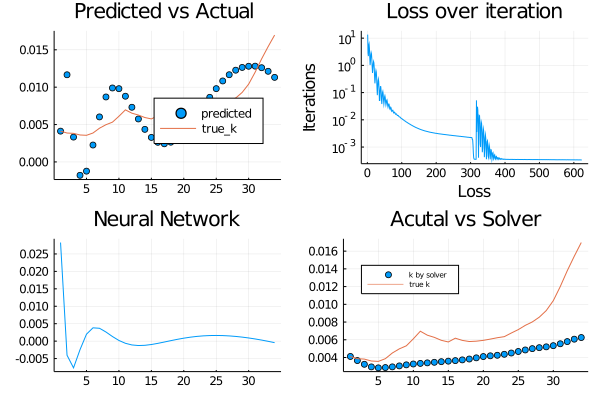 Predicted vs Actual
0.015
0.010
0.005
0.000
predicted
true_k
5 10 15 20 25 30
Loss over iteration
Iterations
10^1
10^0
10^-1
10^-2
10^-3
0 100 200 300 400 500 600
Loss
Neural Network
0.025
0.020
0.015
0.010
0.005
0.000
-0.005
5 10 15 20 25 30
Acutal vs Solver
0.016
0.014
0.012
0.010
0.008
0.006
0.004
k by solver
true k
0 10 20 30